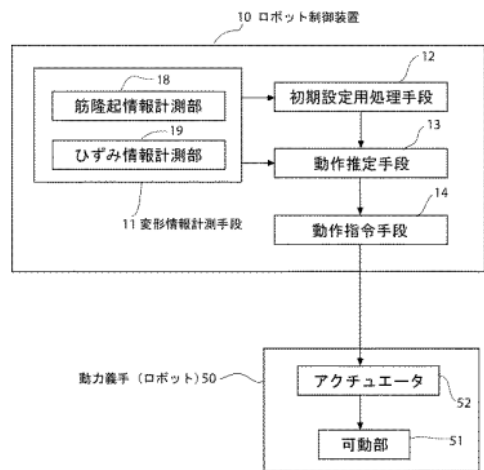 10 ロボット制御装置
18
筋隆起情報計測部
19
ひずみ情報計測部
11 変形情報計測手段
12
初期設定用処理手段
13
動作推定手段
14
動作指令手段
動力義手 (ロボット) 50
アクチュエータ
52
可動部
51